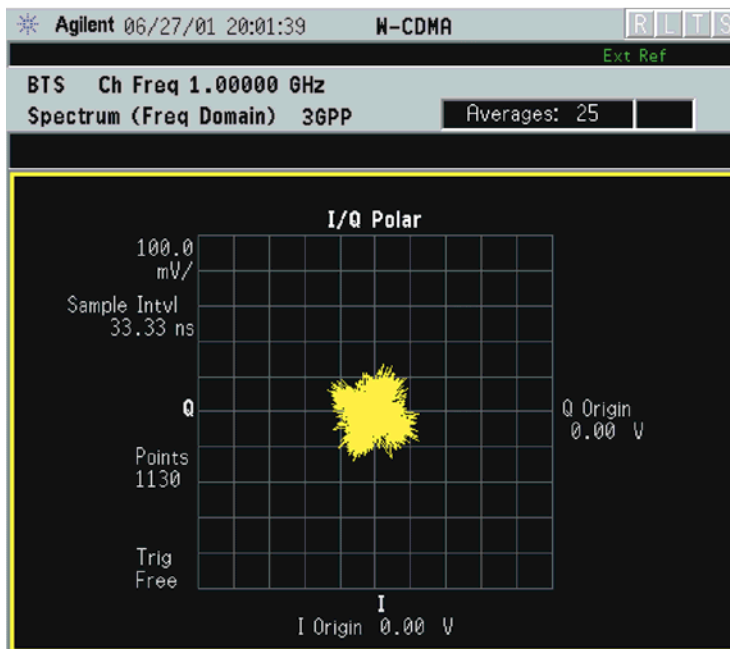 Agilent 06/27/01 20:01:39 W-CDMA R L T S
Ext Ref
BTS Ch Freq 1.00000 GHz
Spectrum (Freq Domain) 3GPP Averages: 25
I/Q Polar
100.0
mV/
Sample Intvl
33.33 ns
Q
Q Origin
0.00 V
Points
1130
Trig
Free
I
I Origin 0.00 V